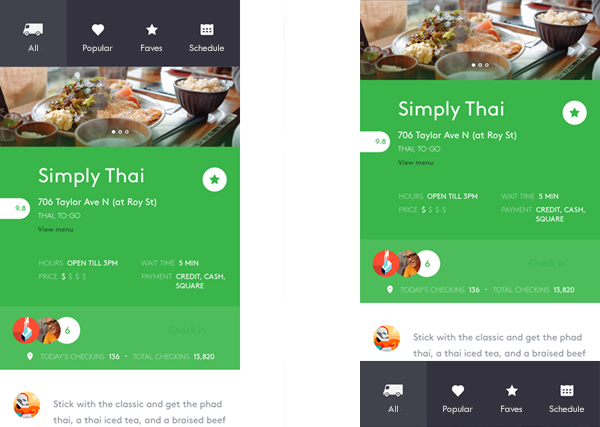 All Popular Faves Schedule
Simply Thai
9.8
706 Taylor Ave N (at Roy St)
THAI, TO-GO
View menu
HOURS OPEN TILL 3PM WAIT TIME 5 MIN
PRICE $ $ $ $ PAYMENT CREDIT, CASH,
SQUARE
6 Check in
TODAY'S CHECKINS 136 • TOTAL CHECKINS 13,820
Stick with the classic and get the phad
thai, a thai iced tea, and a braised beef
Simply Thai
9.8
706 Taylor Ave N (at Roy St)
THAI, TO-GO
View menu
HOURS OPEN TILL 3PM WAIT TIME 5 MIN
PRICE $ $ $ $ PAYMENT CREDIT, CASH,
SQUARE
6 Check in
TODAY'S CHECKINS 136 • TOTAL CHECKINS 13,820
Stick with the classic and get the phad
thai, a thai iced tea, and a braised beef
All Popular Faves Schedule